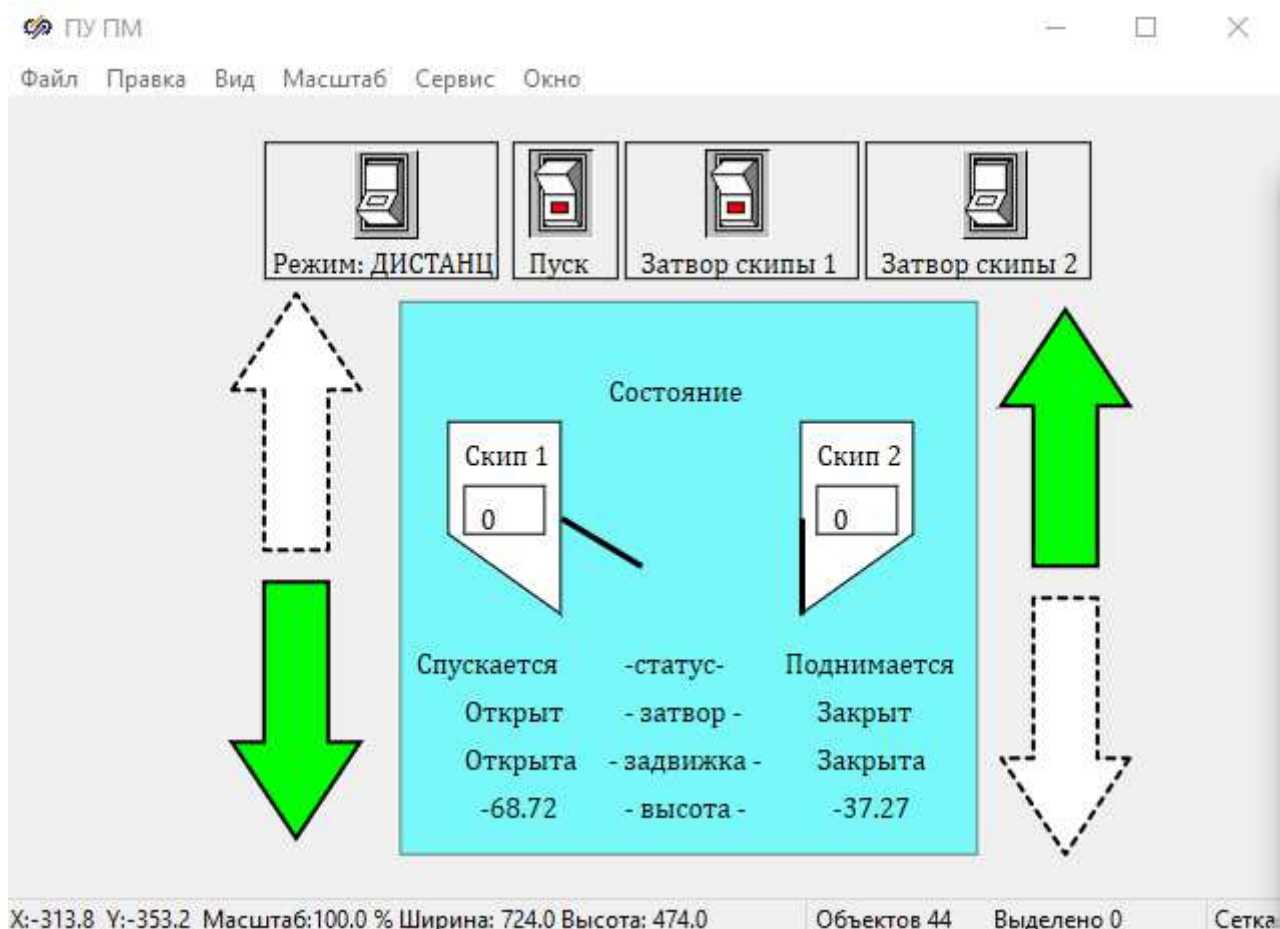 ПУ ПМ
Файл Правка Вид Масштаб Сервис Окно
Режим: ДИСТАНЦ Пуск Затвор скипы 1 Затвор скипы 2
Состояние
Скип 1 Скип 2
0 0
Спускается -статус- Поднимается
Открыт - затвор - Закрыт
Открыта - задвижка - Закрыта
-68.72 - высота - -37.27
X:-313.8 Y:-353.2 Масштаб:100.0 % Ширина: 724.0 Высота: 474.0 Объектов 44 Выделено 0 Сетка